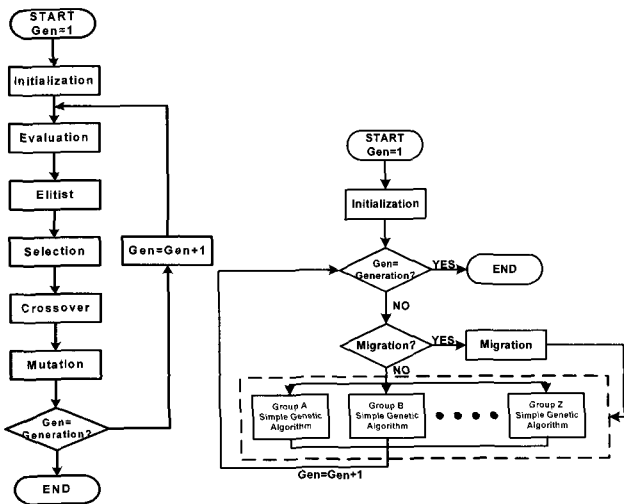 START
Gen=1
Initialization
Evaluation
Elitist
Selection
Gen=Gen+1
Crossover
Mutation
Gen=
Generation?
END
START
Gen=1
Initialization
Gen=
Generation?
YES
END
NO
Migration?
YES
Migration
NO
Group A
Simple Genetic
Algorithm
Group B
Simple Genetic
Algorithm
Group Z
Simple Genetic
Algorithm
Gen=Gen+1